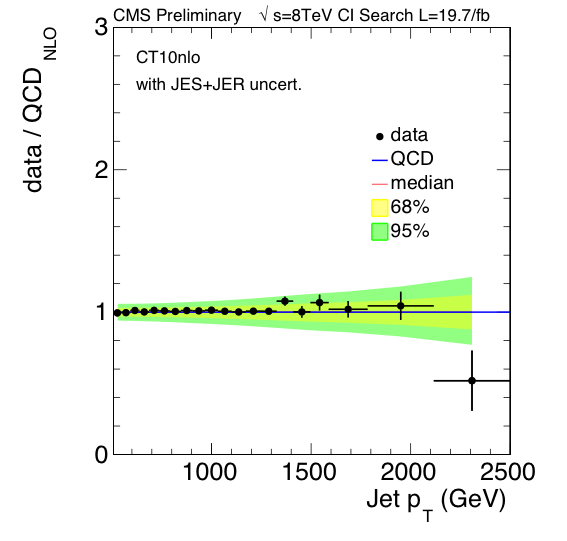 CMS Preliminary √ s=8TeV CI Search L=19.7/fb
3
CT10nlo
with JES+JER uncert.
data / QCD NLO
data
QCD
median
68%
95%
2
1
0
1000 1500 2000 2500
Jet p T (GeV)